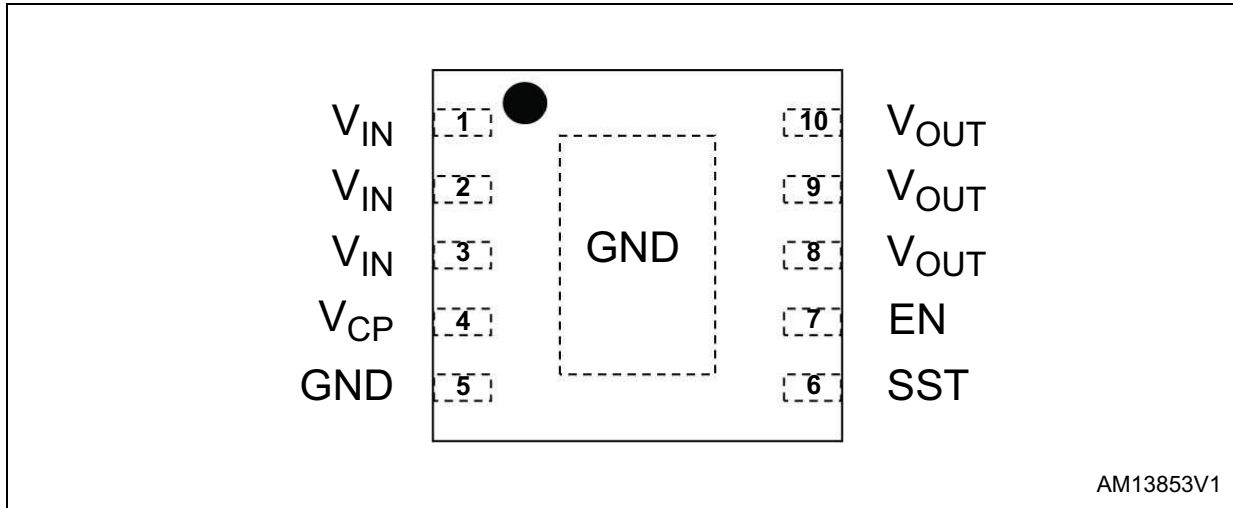 V_IN 1 10 V_OUT
V_IN 2 9 V_OUT
V_IN 3 GND 8 V_OUT
V_CP 4 7 EN
GND 5 6 SST
AM13853V1